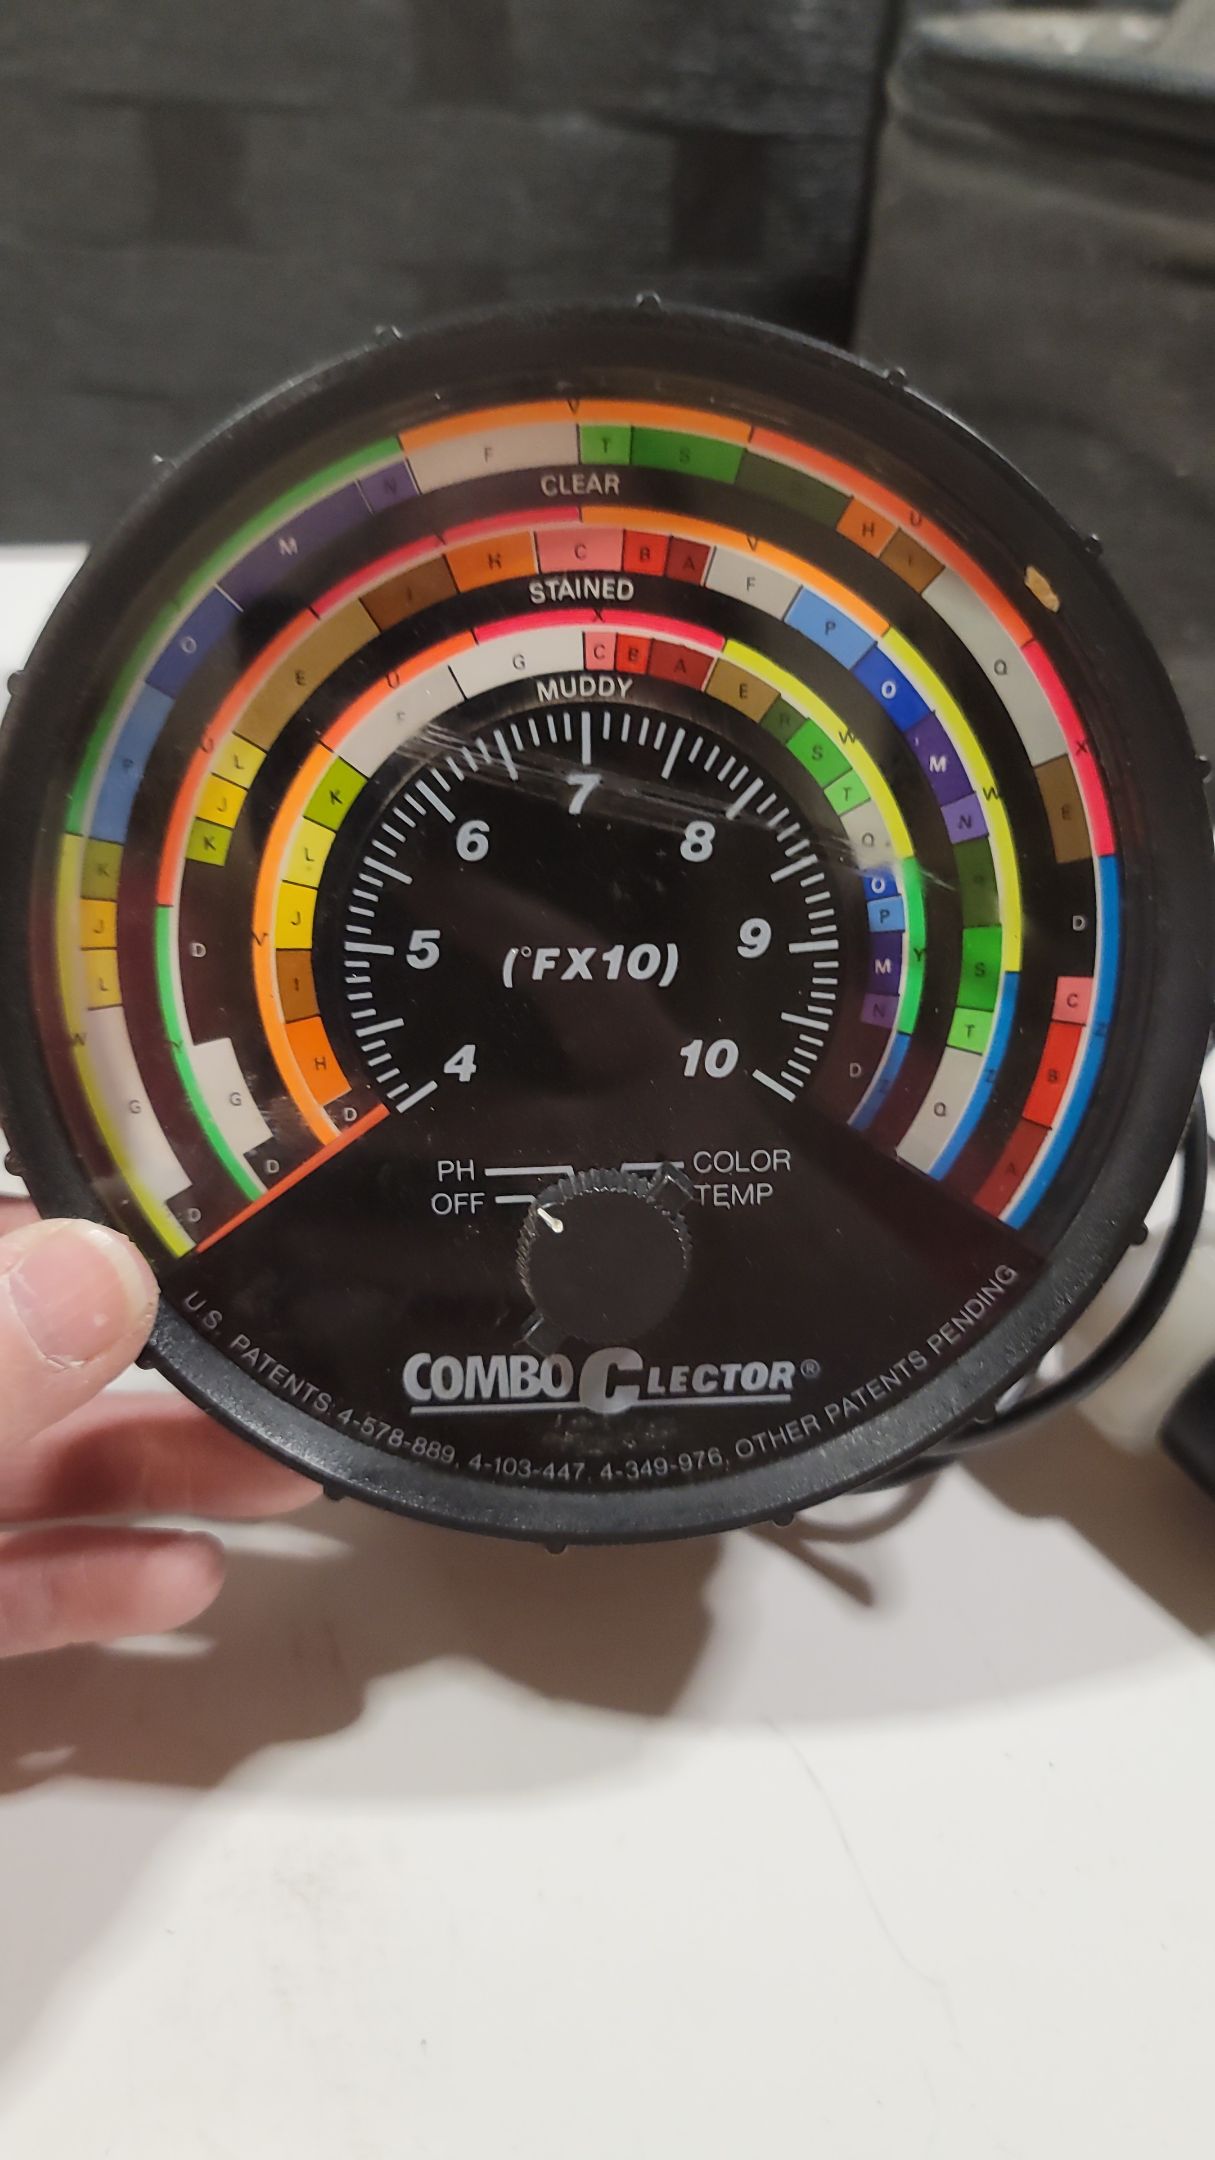 V
F T S
N
CLEAR
M
H U I
V
C B A
H
I
F
STAINED
O
P
Q
X
E
U
G
C B A
E
MUDDY
O
R
S
W
L
M
X
P
7
T
W
J
K
L
6
8
N
E
K
K
Q
O
J
J
D
5
(°FX10)
9
P
D
V
M
Y
S
L
I
N
C
W
Y
H
4
10
D
Z
T
Z
B
G
G
D
Q
D
D
A
PH
COLOR
OFF
TEMP
COMBO C LECTOR®
U.S. PATENTS: 4-578-889, 4-103-447, 4-349-976, OTHER PATENTS PENDING